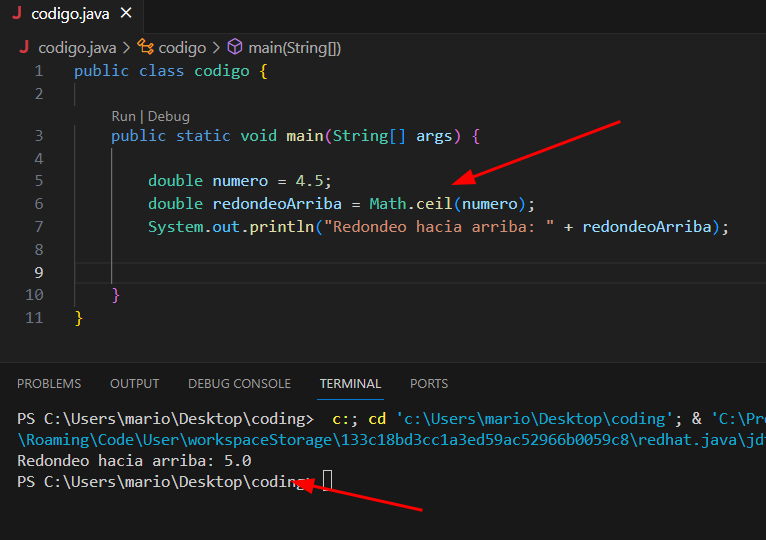 J codigo.java ×
J codigo.java > codigo > main(String[])
1 public class codigo {
2
Run | Debug
3 public static void main(String[] args) {
4
5 double numero = 4.5;
6 double redondeoArriba = Math.ceil(numero);
7 System.out.println("Redondeo hacia arriba: " + redondeoArriba);
8
9
10 }
11 }
PROBLEMS OUTPUT DEBUG CONSOLE TERMINAL PORTS
PS C:\Users\mario\Desktop\coding> c:; cd 'c:\Users\mario\Desktop\coding'; & 'C:\Pro
\Roaming\Code\User\workspaceStorage\133c18bd3cc1a3ed59ac52966b0059c8\redhat.java\jd
Redondeo hacia arriba: 5.0
PS C:\Users\mario\Desktop\coding>